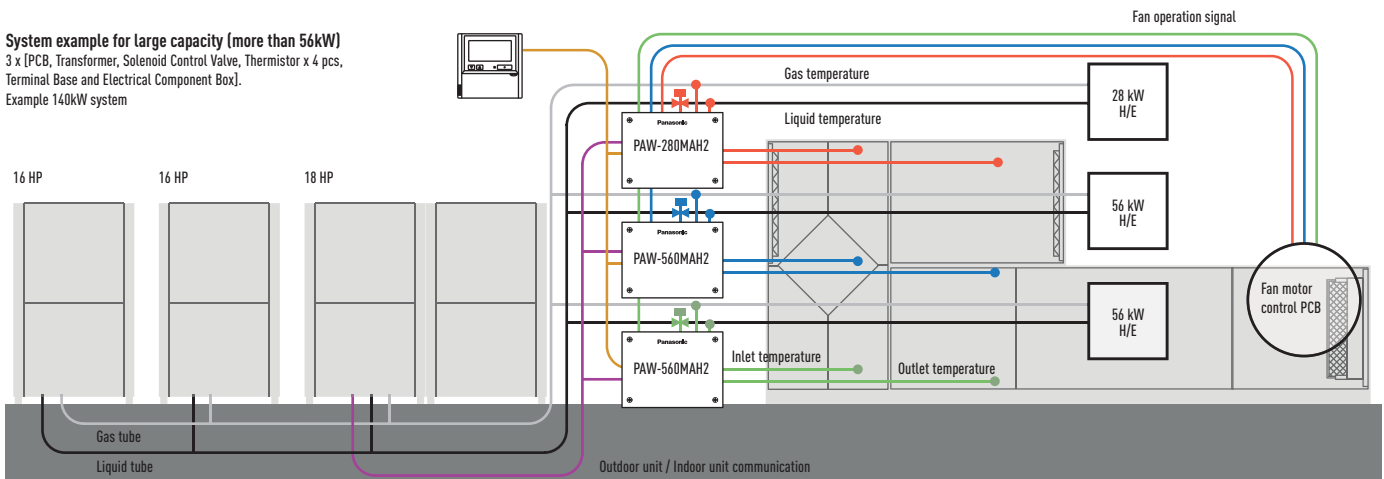 System example for large capacity (more than 56kW)
3 x [PCB, Transformer, Solenoid Control Valve, Thermistor x 4 pcs,
Terminal Base and Electrical Component Box].
Example 140kW system
Fan operation signal
Gas temperature
Liquid temperature
28 kW
H/E
Panasonic
PAW-280MAH2
16 HP
16 HP
18 HP
56 kW
H/E
Panasonic
PAW-560MAH2
Fan motor
control PCB
56 kW
H/E
Panasonic
PAW-560MAH2
Inlet temperature
Outlet temperature
Gas tube
Liquid tube
Outdoor unit / Indoor unit communication